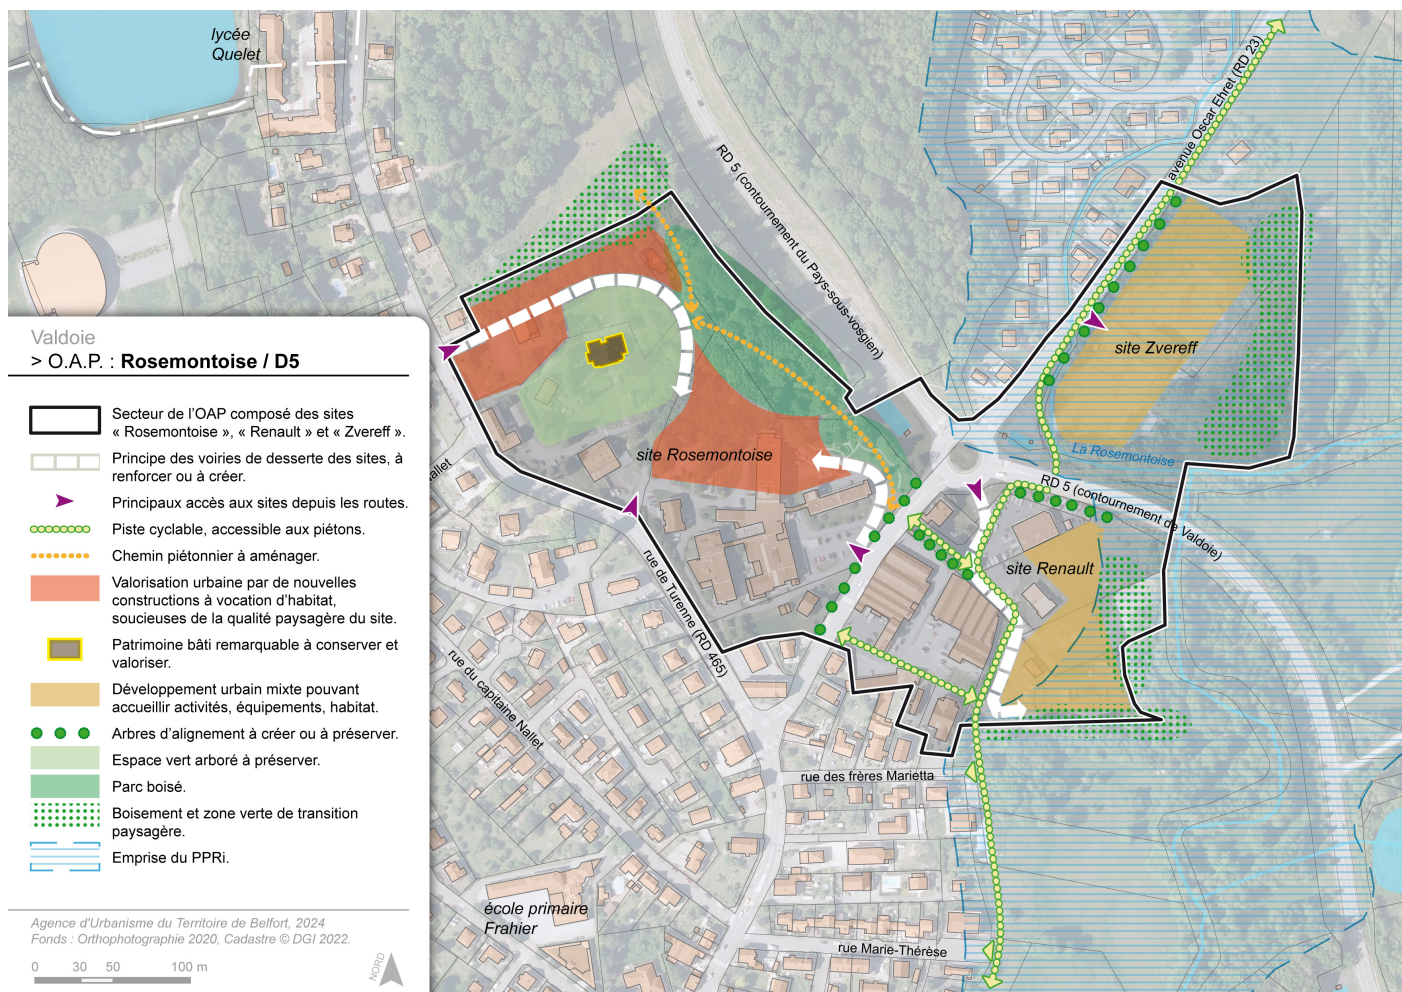 lycée
Quelet
RD 5 (contournement du Pays-sous-vosgien)
avenue Oscar Ehret (RD 23)
site Zvereff
La Rosemontoise
RD 5 (contournement de Valdoie)
site Rosemontoise
site Renault
Nallet
rue de Turenne (RD 465)
rue du capitaine Nallet
rue des frères Marietta
école primaire
Frahier
rue Marie-Thérèse
Valdoie
> O.A.P. : Rosemontoise / D5
Secteur de l'OAP composé des sites
« Rosemontoise », « Renault » et « Zvereff ».
Principe des voiries de desserte des sites, à
renforcer ou à créer.
Principaux accès aux sites depuis les routes.
Piste cyclable, accessible aux piétons.
Chemin piétonnier à aménager.
Valorisation urbaine par de nouvelles
constructions à vocation d'habitat,
soucieuses de la qualité paysagère du site.
Patrimoine bâti remarquable à conserver et
valoriser.
Développement urbain mixte pouvant
accueillir activités, équipements, habitat.
Arbres d'alignement à créer ou à préserver.
Espace vert arboré à préserver.
Parc boisé.
Boisement et zone verte de transition
paysagère.
Emprise du PPRi.
Agence d'Urbanisme du Territoire de Belfort, 2024
Fonds : Orthophotographie 2020, Cadastre © DGI 2022.
0 30 50 100 m
NORD